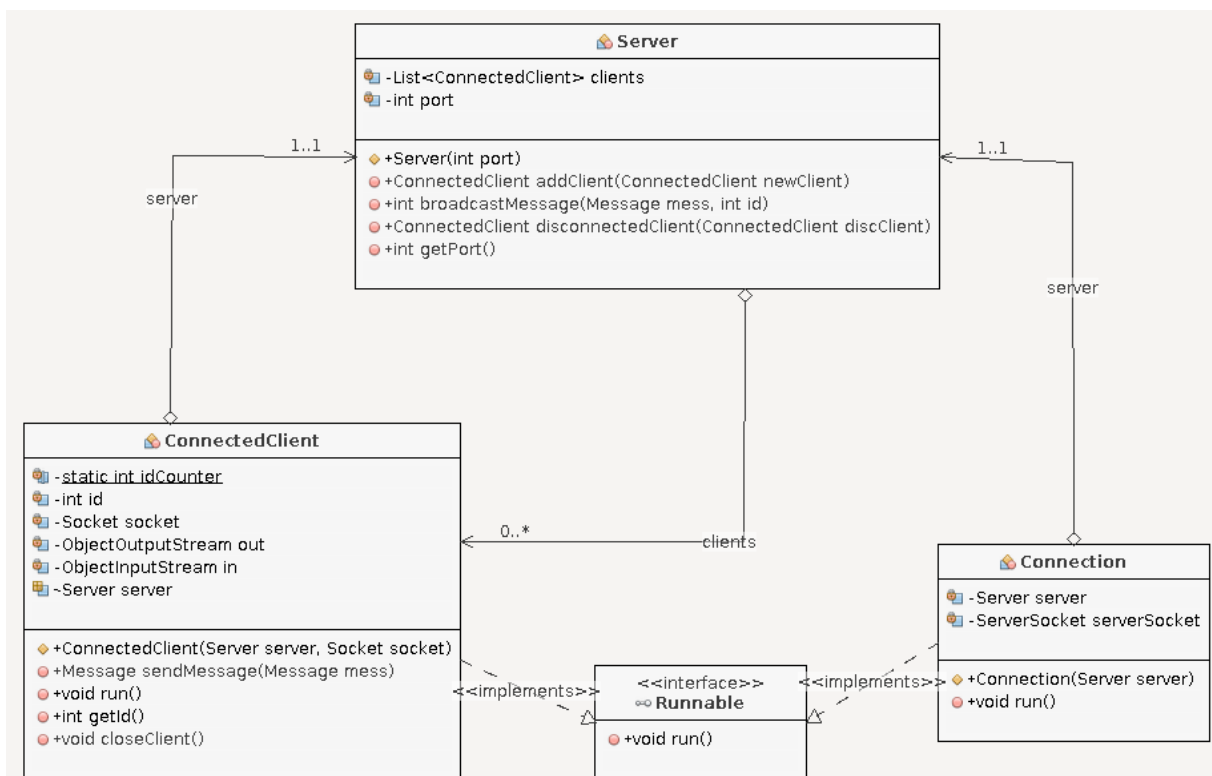 Server
-List<ConnectedClient> clients
-int port
+Server(int port)
+ConnectedClient addClient(ConnectedClient newClient)
+int broadcastMessage(Message mess, int id)
+ConnectedClient disconnectedClient(ConnectedClient discClient)
+int getPort()
1..1
server
1..1
server
0..*
clients
ConnectedClient
-static int idCounter
-int id
-Socket socket
-ObjectOutputStream out
-ObjectInputStream in
~Server server
+ConnectedClient(Server server, Socket socket)
+Message sendMessage(Message mess)
+void run()
+int getId()
+void closeClient()
<<implements>>
<<interface>>
Runnable
+void run()
<<implements>>
Connection
-Server server
-ServerSocket serverSocket
+Connection(Server server)
+void run()